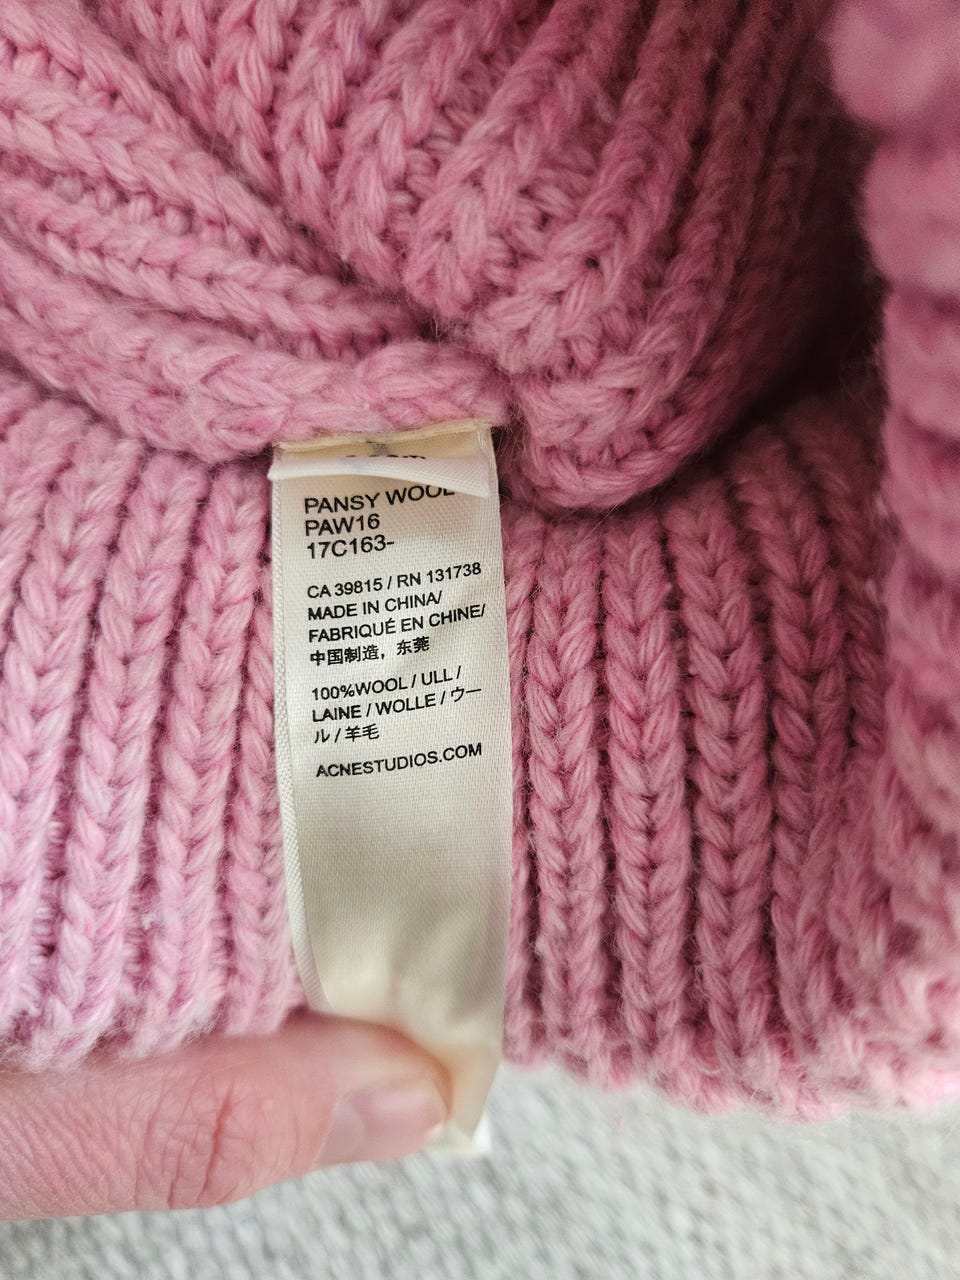 PANSY WOOL
PAW16
17C163-
CA 39815 / RN 131738
MADE IN CHINA/
FABRIQUÉ EN CHINE/
中国制造，东莞
100%WOOL / ULL /
LAINE / WOLLE / ウー
ル / 羊毛
ACNESTUDIOS.COM